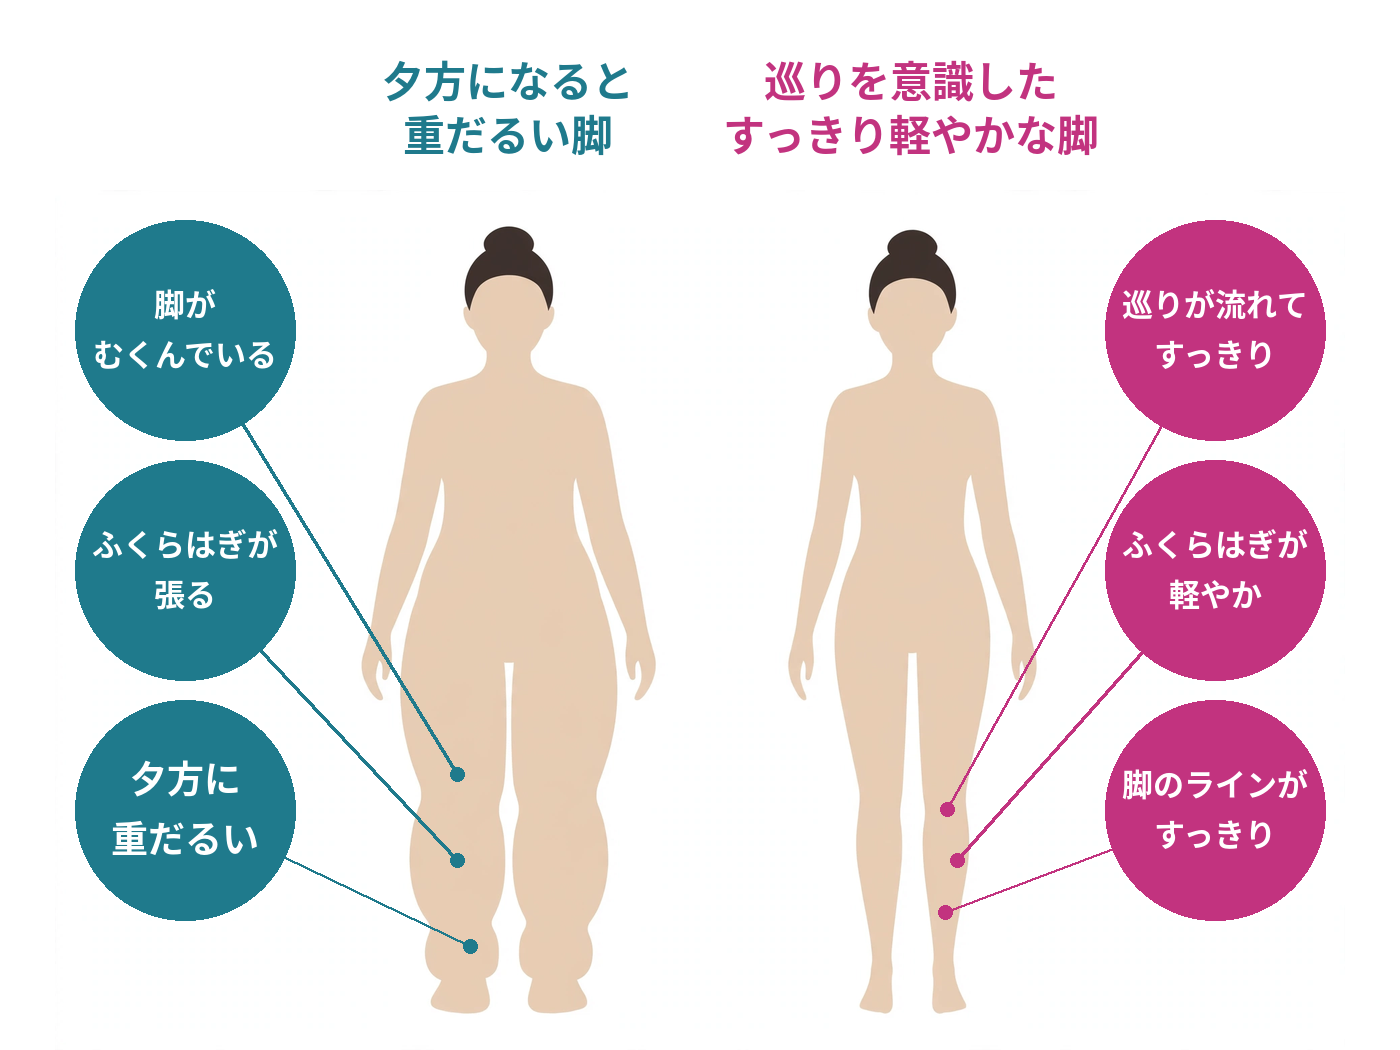 夕方になると
重だるい脚
巡りを意識した
すっきり軽やかな脚
脚が
むくんでいる
ふくらはぎが
張る
夕方に
重だるい
巡りが流れて
すっきり
ふくらはぎが
軽やか
脚のラインが
すっきり